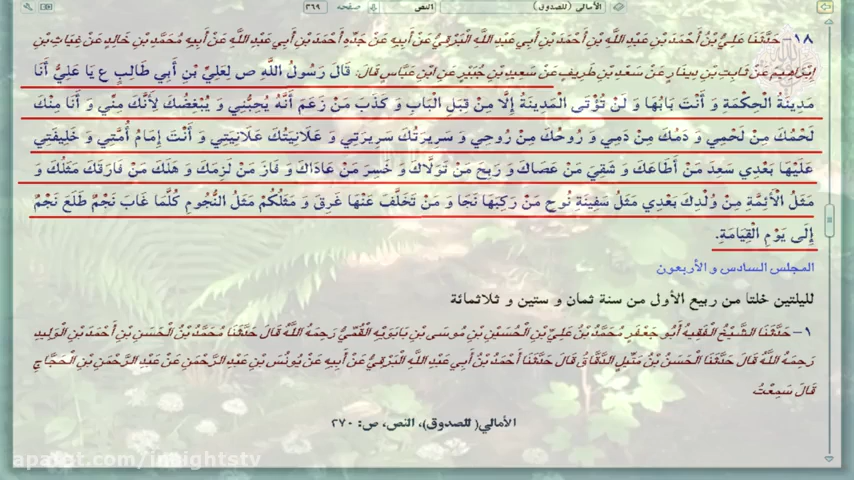 الأمالي (للصدوق) النص صفحه ٢٦٩
١٨- حَدَّثَنَا عَلِيُّ بْنُ أَحْمَدَ بْنِ عَبْدِ اللَّهِ بْنِ أَحْمَدَ بْنِ أَبِي عَبْدِ اللَّهِ الْبَرْقِيُّ عَنْ أَبِيهِ عَنْ جَدِّهِ أَحْمَدَ بْنِ أَبِي عَبْدِ اللَّهِ عَنْ أَبِيهِ مُحَمَّدِ بْنِ خَالِدٍ عَنْ غِيَاثِ بْنِ
إِبْرَاهِيمَ عَنْ ثَابِتِ بْنِ دِينَارٍ عَنْ سَعْدِ بْنِ طَرِيفٍ عَنْ سَعِيدِ بْنِ جُبَيْرٍ عَنِ ابْنِ عَبَّاسٍ قَالَ: قَالَ رَسُولُ اللَّهِ ص لِعَلِيِّ بْنِ أَبِي طَالِبٍ ع يَا عَلِيُّ أَنَا
مَدِينَةُ الْحِكْمَةِ وَ أَنْتَ بَابُهَا وَ لَنْ تُؤْتَى الْمَدِينَةُ إِلَّا مِنْ قِبَلِ الْبَابِ وَ كَذَبَ مَنْ زَعَمَ أَنَّهُ يُحِبُّنِي وَ يُبْغِضُكَ لِأَنَّكَ مِنِّي وَ أَنَا مِنْكَ
لَحْمُكَ مِنْ لَحْمِي وَ دَمُكَ مِنْ دَمِي وَ رُوحُكَ مِنْ رُوحِي وَ سَرِيرَتُكَ سَرِيرَتِي وَ عَلَانِيَتُكَ عَلَانِيَتِي وَ أَنْتَ إِمَامُ أُمَّتِي وَ خَلِيفَتِي
عَلَيْهَا بَعْدِي سَعِدَ مَنْ أَطَاعَكَ وَ شَقِيَ مَنْ عَصَاكَ وَ رَبِحَ مَنْ تَوَلَّاكَ وَ خَسِرَ مَنْ عَادَاكَ وَ فَازَ مَنْ لَزِمَكَ وَ هَلَكَ مَنْ فَارَقَكَ مَثَلُكَ وَ
مَثَلُ الْأَئِمَّةِ مِنْ وُلْدِكَ بَعْدِي مَثَلُ سَفِينَةِ نُوحٍ مَنْ رَكِبَهَا نَجَا وَ مَنْ تَخَلَّفَ عَنْهَا غَرِقَ وَ مَثَلُكُمْ مَثَلُ النُّجُومِ كُلَّمَا غَابَ نَجْمٌ طَلَعَ نَجْمٌ
إِلَى يَوْمِ الْقِيَامَةِ.
المجلس السادس و الأربعون
لليلتين خلتا من ربيع الأول من سنة ثمان و ستين و ثلاثمائة
١- حَدَّثَنَا الشَّيْخُ الْفَقِيهُ أَبُو جَعْفَرٍ مُحَمَّدُ بْنُ عَلِيِّ بْنِ الْحُسَيْنِ بْنِ مُوسَى بْنِ بَابَوَيْهِ الْقُمِّيُّ رَحِمَهُ اللَّهُ قَالَ حَدَّثَنَا مُحَمَّدُ بْنُ الْحَسَنِ بْنِ أَحْمَدَ بْنِ الْوَلِيدِ
رَحِمَهُ اللَّهُ قَالَ حَدَّثَنَا الْحَسَنُ بْنُ مَتِّيلٍ الدَّقَّاقُ قَالَ حَدَّثَنَا أَحْمَدُ بْنُ أَبِي عَبْدِ اللَّهِ الْبَرْقِيُّ عَنْ أَبِيهِ عَنْ يُونُسَ بْنِ عَبْدِ الرَّحْمَنِ عَنْ عَبْدِ الرَّحْمَنِ بْنِ الْحَجَّاجِ
قَالَ سَمِعْتُ
الأمالي( للصدوق)، النص، ص: ٢٧٠
aparat.com/insightstv